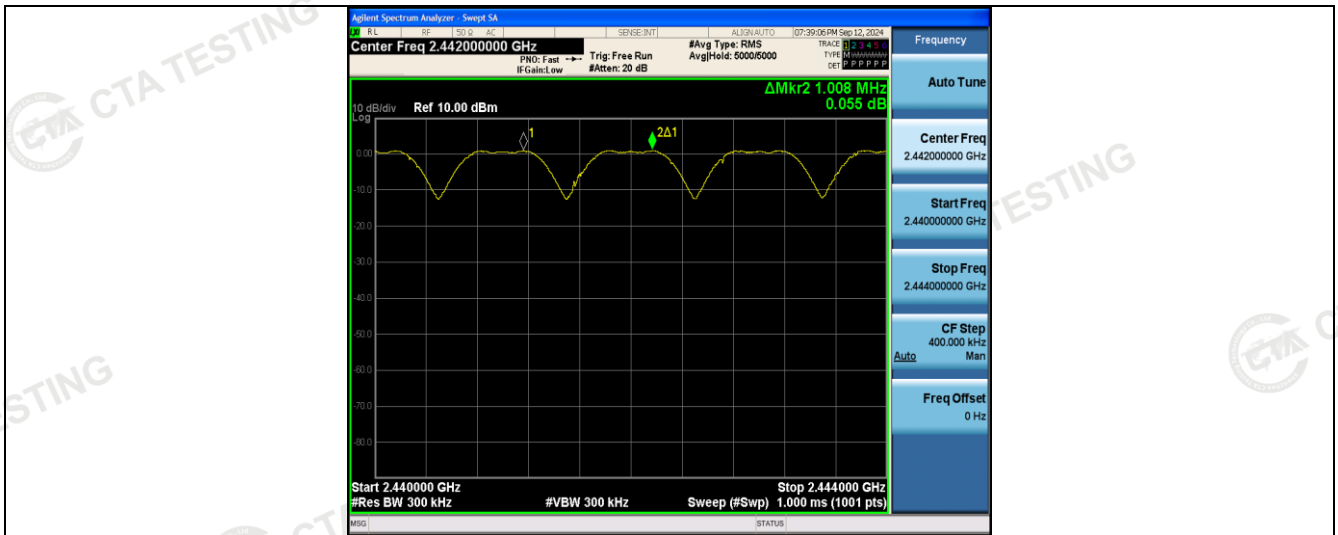 CTA TESTING
Agilent Spectrum Analyzer - Swept SA
RL RF 50 Ω AC SENSE:INT ALIGN AUTO 07:39:06 PM Sep 12, 2024
Center Freq 2.442000000 GHz
PNO: Fast
IFGain:Low
Trig: Free Run
#Atten: 20 dB
#Avg Type: RMS
Avg|Hold: 5000/5000
TRACE 1 2 3 4 5 6
TYPE M
DET P P P P P P
ΔMkr2 1.008 MHz
0.055 dB
10 dB/div Ref 10.00 dBm
Log
1
2Δ1
0.00
-10.0
-20.0
-30.0
-40.0
-50.0
-60.0
-70.0
-80.0
Start 2.440000 GHz
Stop 2.444000 GHz
#Res BW 300 kHz
#VBW 300 kHz
Sweep (#Swp) 1.000 ms (1001 pts)
MSG
STATUS
Frequency
Auto Tune
Center Freq
2.442000000 GHz
Start Freq
2.440000000 GHz
Stop Freq
2.444000000 GHz
CF Step
400.000 kHz
Auto Man
Freq Offset
0 Hz
TESTING
STING
CTA
C
CT